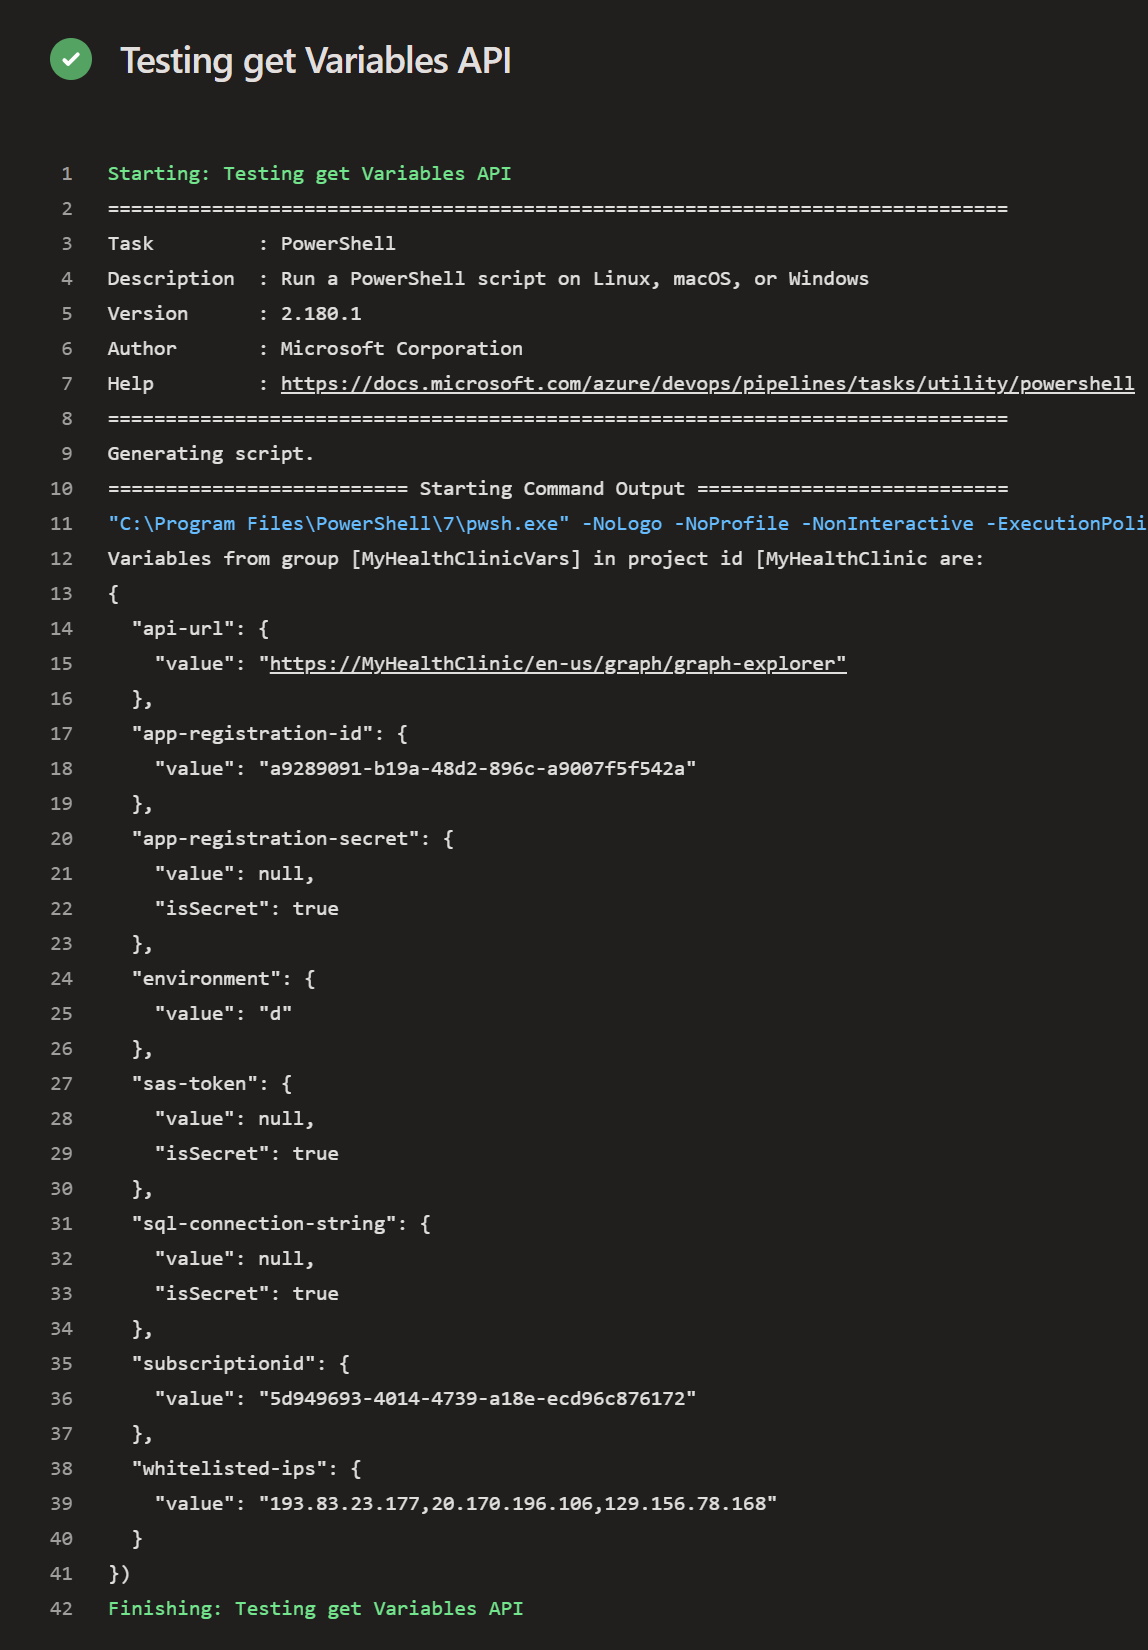 Testing get Variables API
1 Starting: Testing get Variables API
2 ==============================================================================
3 Task         : PowerShell
4 Description  : Run a PowerShell script on Linux, macOS, or Windows
5 Version      : 2.180.1
6 Author       : Microsoft Corporation
7 Help         : https://docs.microsoft.com/azure/devops/pipelines/tasks/utility/powershell
8 ==============================================================================
9 Generating script.
10 ========================== Starting Command Output ===========================
11 "C:\Program Files\PowerShell\7\pwsh.exe" -NoLogo -NoProfile -NonInteractive -ExecutionPoli
12 Variables from group [MyHealthClinicVars] in project id [MyHealthClinic are:
13 {
14   "api-url": {
15     "value": "https://MyHealthClinic/en-us/graph/graph-explorer"
16   },
17   "app-registration-id": {
18     "value": "a9289091-b19a-48d2-896c-a9007f5f542a"
19   },
20   "app-registration-secret": {
21     "value": null,
22     "isSecret": true
23   },
24   "environment": {
25     "value": "d"
26   },
27   "sas-token": {
28     "value": null,
29     "isSecret": true
30   },
31   "sql-connection-string": {
32     "value": null,
33     "isSecret": true
34   },
35   "subscriptionid": {
36     "value": "5d949693-4014-4739-a18e-ecd96c876172"
37   },
38   "whitelisted-ips": {
39     "value": "193.83.23.177,20.170.196.106,129.156.78.168"
40   }
41 })
42 Finishing: Testing get Variables API